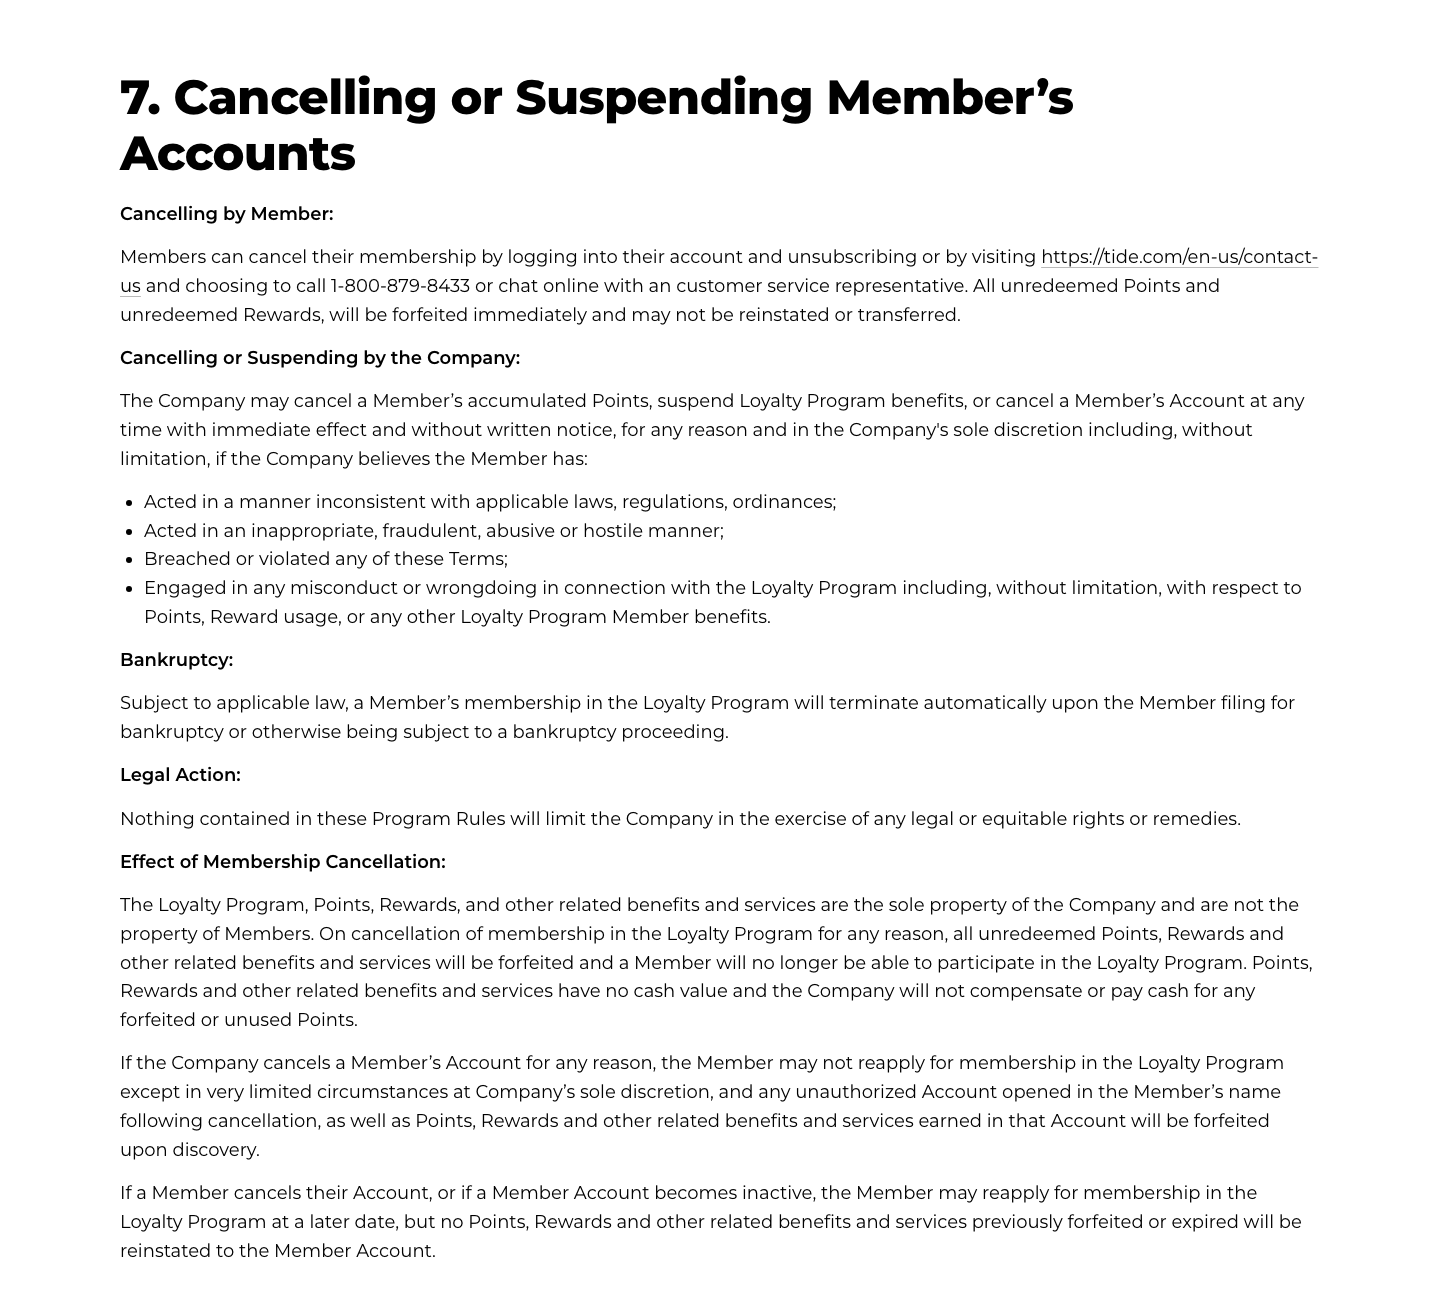 7. Cancelling or Suspending Member’s
Accounts
Cancelling by Member:
Members can cancel their membership by logging into their account and unsubscribing or by visiting https://tide.com/en-us/contact-
us and choosing to call 1-800-879-8433 or chat online with an customer service representative. All unredeemed Points and
unredeemed Rewards, will be forfeited immediately and may not be reinstated or transferred.
Cancelling or Suspending by the Company:
The Company may cancel a Member’s accumulated Points, suspend Loyalty Program benefits, or cancel a Member’s Account at any
time with immediate effect and without written notice, for any reason and in the Company's sole discretion including, without
limitation, if the Company believes the Member has:
• Acted in a manner inconsistent with applicable laws, regulations, ordinances;
• Acted in an inappropriate, fraudulent, abusive or hostile manner;
• Breached or violated any of these Terms;
• Engaged in any misconduct or wrongdoing in connection with the Loyalty Program including, without limitation, with respect to
Points, Reward usage, or any other Loyalty Program Member benefits.
Bankruptcy:
Subject to applicable law, a Member’s membership in the Loyalty Program will terminate automatically upon the Member filing for
bankruptcy or otherwise being subject to a bankruptcy proceeding.
Legal Action:
Nothing contained in these Program Rules will limit the Company in the exercise of any legal or equitable rights or remedies.
Effect of Membership Cancellation:
The Loyalty Program, Points, Rewards, and other related benefits and services are the sole property of the Company and are not the
property of Members. On cancellation of membership in the Loyalty Program for any reason, all unredeemed Points, Rewards and
other related benefits and services will be forfeited and a Member will no longer be able to participate in the Loyalty Program. Points,
Rewards and other related benefits and services have no cash value and the Company will not compensate or pay cash for any
forfeited or unused Points.
If the Company cancels a Member’s Account for any reason, the Member may not reapply for membership in the Loyalty Program
except in very limited circumstances at Company’s sole discretion, and any unauthorized Account opened in the Member’s name
following cancellation, as well as Points, Rewards and other related benefits and services earned in that Account will be forfeited
upon discovery.
If a Member cancels their Account, or if a Member Account becomes inactive, the Member may reapply for membership in the
Loyalty Program at a later date, but no Points, Rewards and other related benefits and services previously forfeited or expired will be
reinstated to the Member Account.